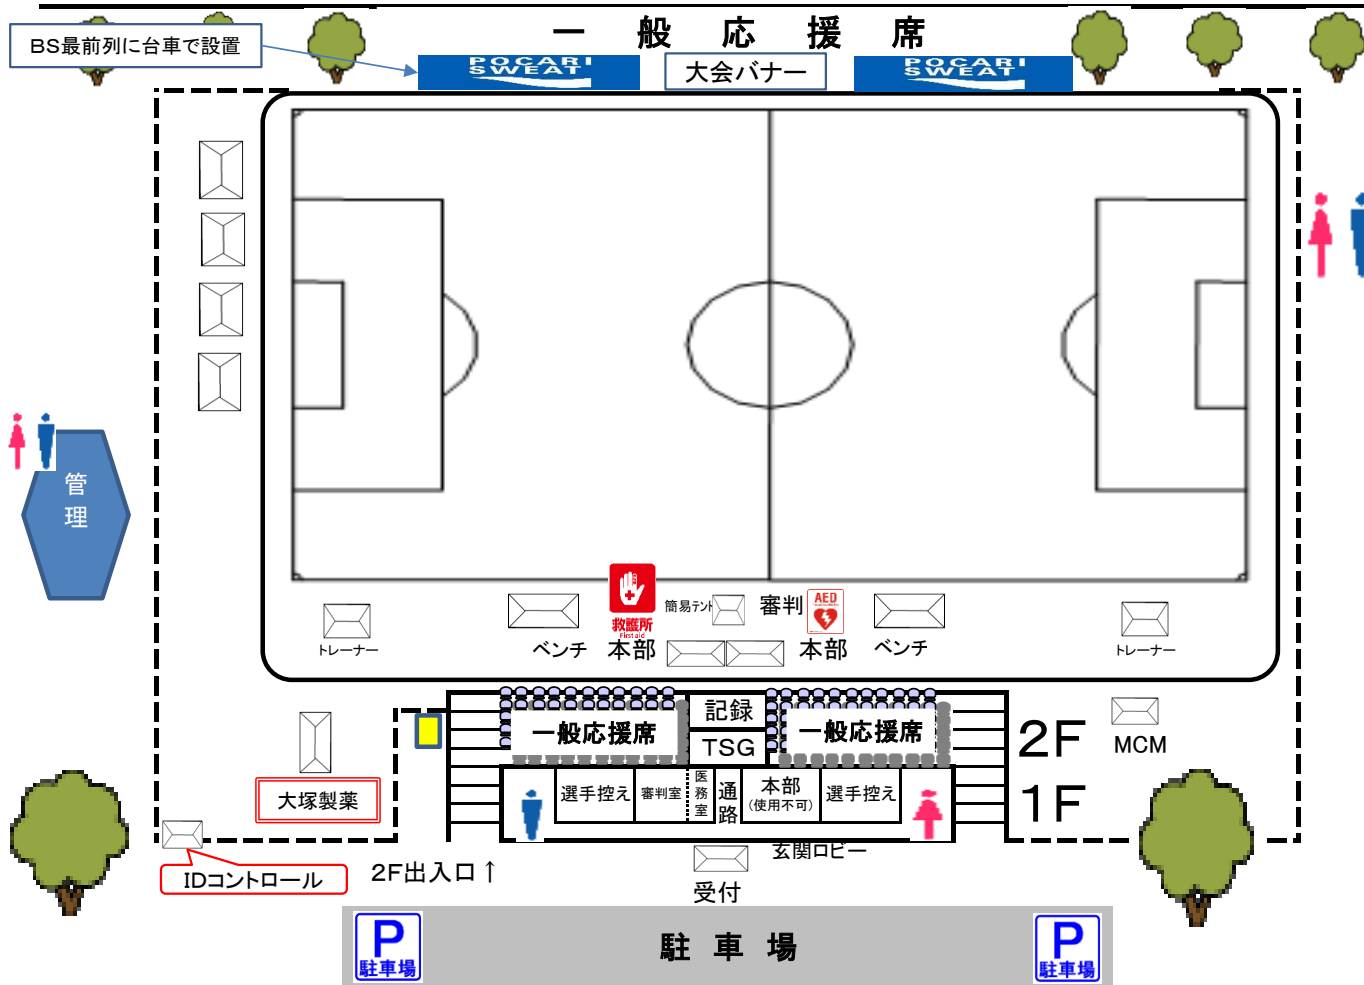 一 般 応 援 席
BS最前列に台車で設置
POCARI
SWEAT
大会バナー
POCARI
SWEAT
管
理
救護所
First aid
簡易テント
審判
AED
トレーナー
ベンチ
本部
本部
ベンチ
トレーナー
一般応援席
記録
TSG
一般応援席
2F
MCM
大塚製薬
選手控え
審判室
医
務
室
通
路
本部
(使用不可)
選手控え
1F
IDコントロール
2F出入口↑
玄関ロビー
受付
P
駐車場
駐 車 場
P
駐車場